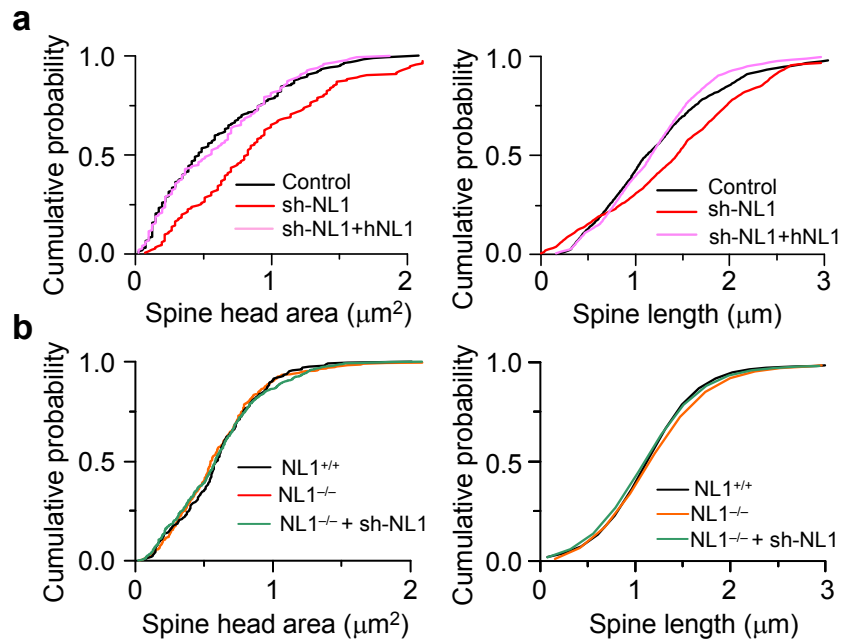 a
Cumulative probability
1.0
0.5
0.0
Control
sh-NL1
sh-NL1+hNL1
0
1
2
Spine head area (μm²)
Cumulative probability
1.0
0.5
0.0
Control
sh-NL1
sh-NL1+hNL1
0
1
2
3
Spine length (μm)
b
Cumulative probability
1.0
0.5
0.0
NL1+/+
NL1−/−
NL1−/− + sh-NL1
0
1
2
Spine head area (μm²)
Cumulative probability
1.0
0.5
0.0
NL1+/+
NL1−/−
NL1−/− + sh-NL1
0
1
2
3
Spine length (μm)